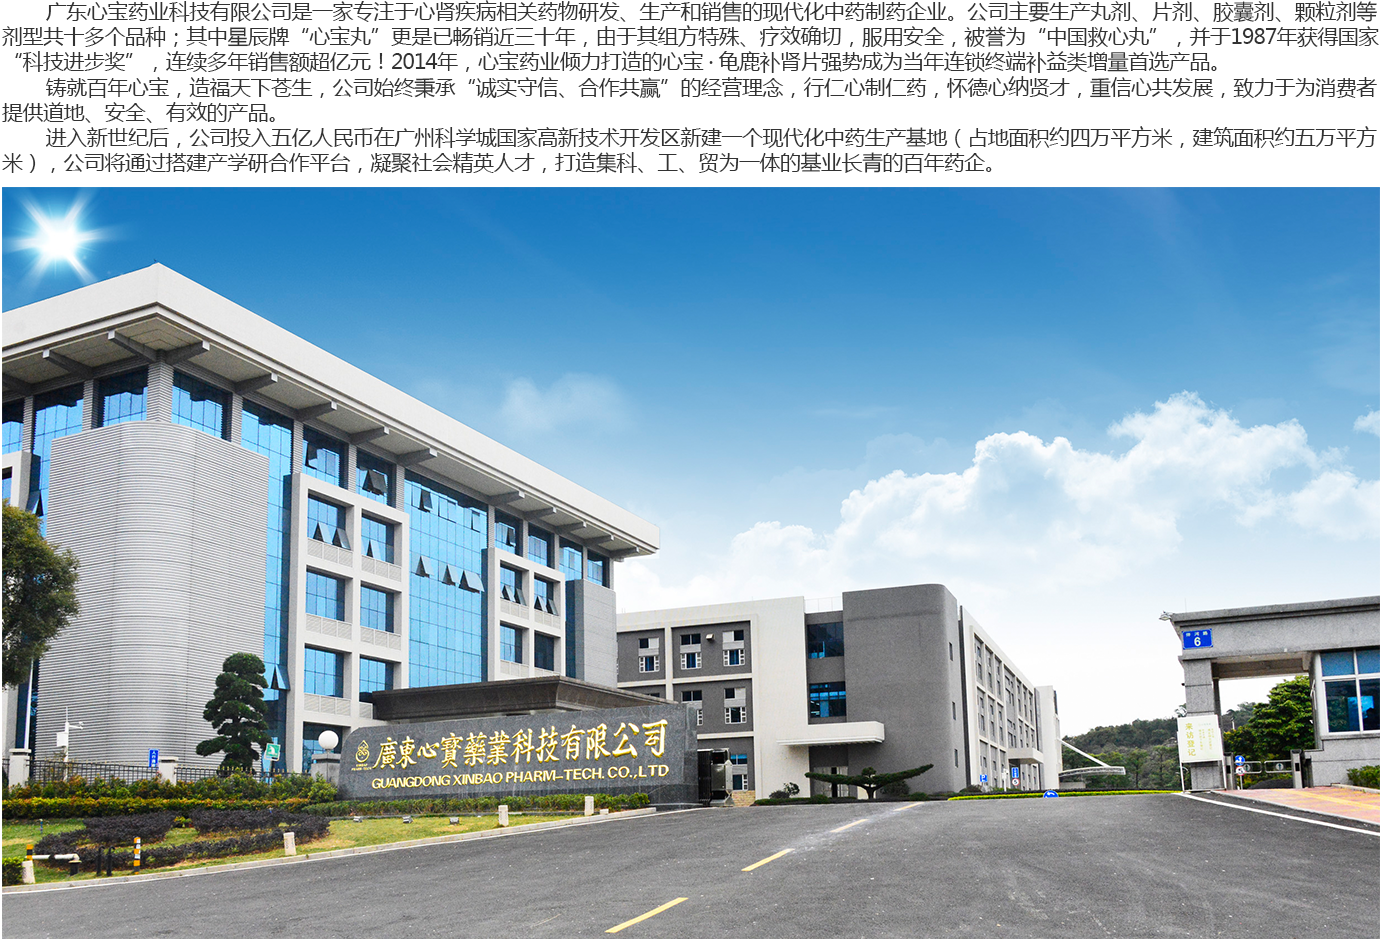 广东心宝药业科技有限公司是一家专注于心肾疾病相关药物研发、生产和销售的现代化中药制药企业。公司主要生产丸剂、片剂、胶囊剂、颗粒剂等
剂型共十多个品种；其中星辰牌“心宝丸”更是已畅销近三十年，由于其组方特殊、疗效确切，服用安全，被誉为“中国救心丸”，并于1987年获得国家
“科技进步奖”，连续多年销售额超亿元！2014年，心宝药业倾力打造的心宝·龟鹿补肾片强势成为当年连锁终端补益类增量首选产品。
铸就百年心宝，造福天下苍生，公司始终秉承“诚实守信、合作共赢”的经营理念，行仁心制仁药，怀德心纳贤才，重信心共发展，致力于为消费者
提供道地、安全、有效的产品。
进入新世纪后，公司投入五亿人民币在广州科学城国家高新技术开发区新建一个现代化中药生产基地（占地面积约四万平方米，建筑面积约五万平方
米），公司将通过搭建产学研合作平台，凝聚社会精英人才，打造集科、工、贸为一体的基业长青的百年药企。
廣東心寶藥業科技有限公司
GUANGDONG XINBAO PHARM-TECH. CO.,LTD
6
来访登记